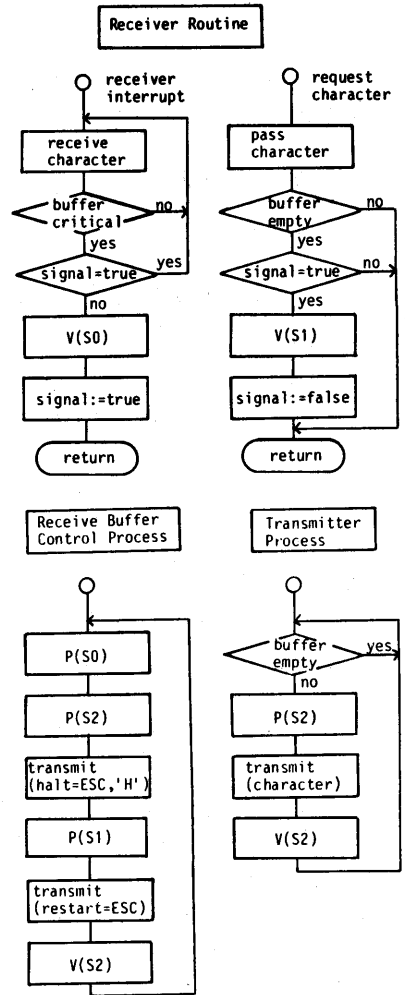 Receiver Routine
receiver
interrupt
receive
character
buffer
critical
no
yes
signal=true
yes
no
V(S0)
signal:=true
return
request
character
pass
character
buffer
empty
no
yes
signal=true
no
yes
V(S1)
signal:=false
return
Receive Buffer
Control Process
P(S0)
P(S2)
transmit
(halt=ESC,'H')
P(S1)
transmit
(restart=ESC)
V(S2)
Transmitter
Process
buffer
empty
yes
no
P(S2)
transmit
(character)
V(S2)